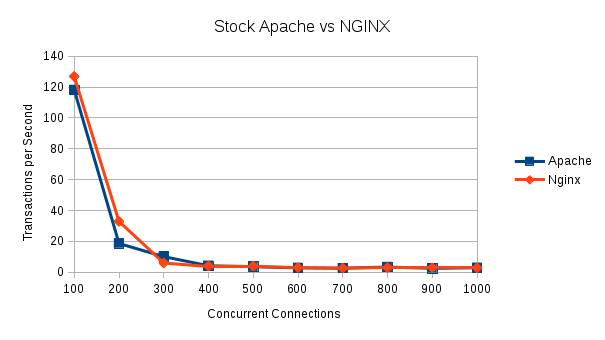 Stock Apache vs NGINX
140
120
100
80
60
40
20
0
Transactions per Second
100 200 300 400 500 600 700 800 900 1000
Concurrent Connections
Apache
Nginx